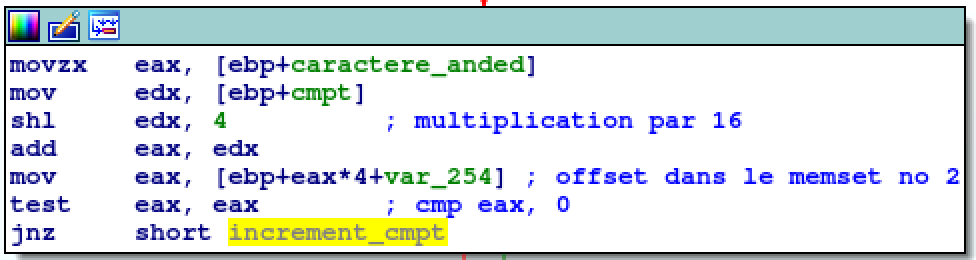 movzx eax, [ebp+caractere_anded]
mov edx, [ebp+cmpt]
shl edx, 4 ; multiplication par 16
add eax, edx
mov eax, [ebp+eax*4+var_254] ; offset dans le memset no 2
test eax, eax ; cmp eax, 0
jnz short increment_cmpt